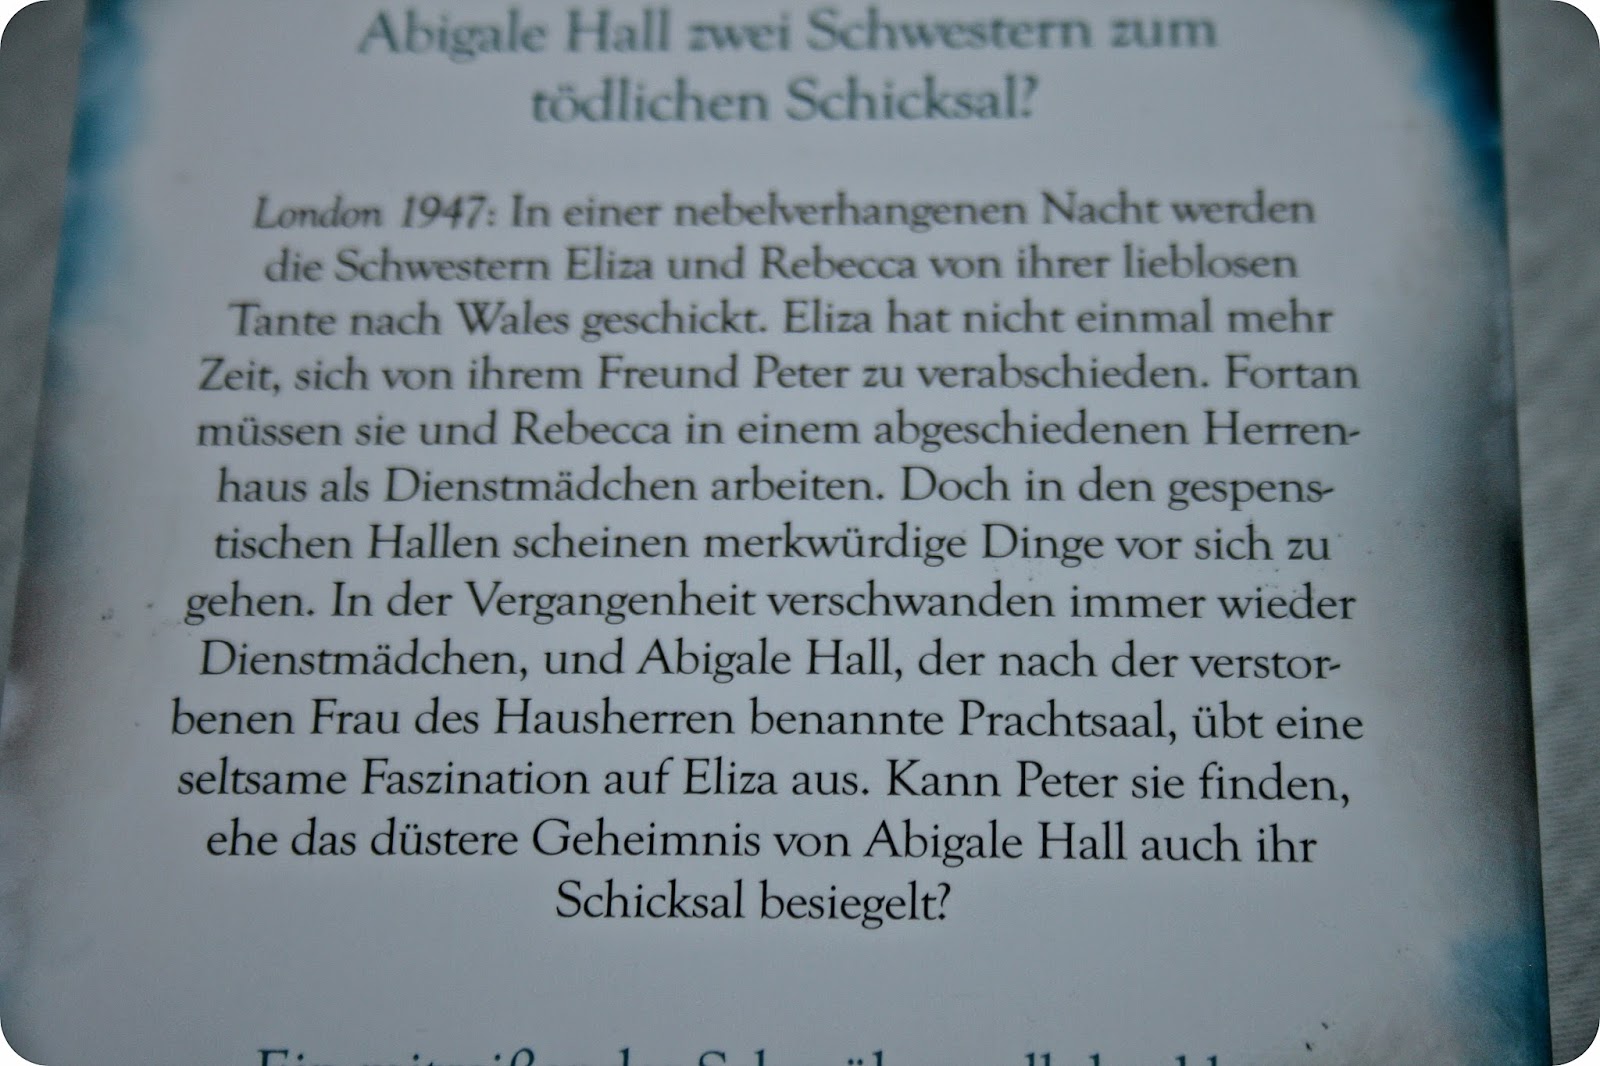 Abigale Hall zwei Schwestern zum
tödlichen Schicksal?
London 1947: In einer nebelverhangenen Nacht werden
die Schwestern Eliza und Rebecca von ihrer lieblosen
Tante nach Wales geschickt. Eliza hat nicht einmal mehr
Zeit, sich von ihrem Freund Peter zu verabschieden. Fortan
müssen sie und Rebecca in einem abgeschiedenen Herren-
haus als Dienstmädchen arbeiten. Doch in den gespens-
tischen Hallen scheinen merkwürdige Dinge vor sich zu
gehen. In der Vergangenheit verschwanden immer wieder
Dienstmädchen, und Abigale Hall, der nach der verstor-
benen Frau des Hausherren benannte Prachtsaal, übt eine
seltsame Faszination auf Eliza aus. Kann Peter sie finden,
ehe das düstere Geheimnis von Abigale Hall auch ihr
Schicksal besiegelt?